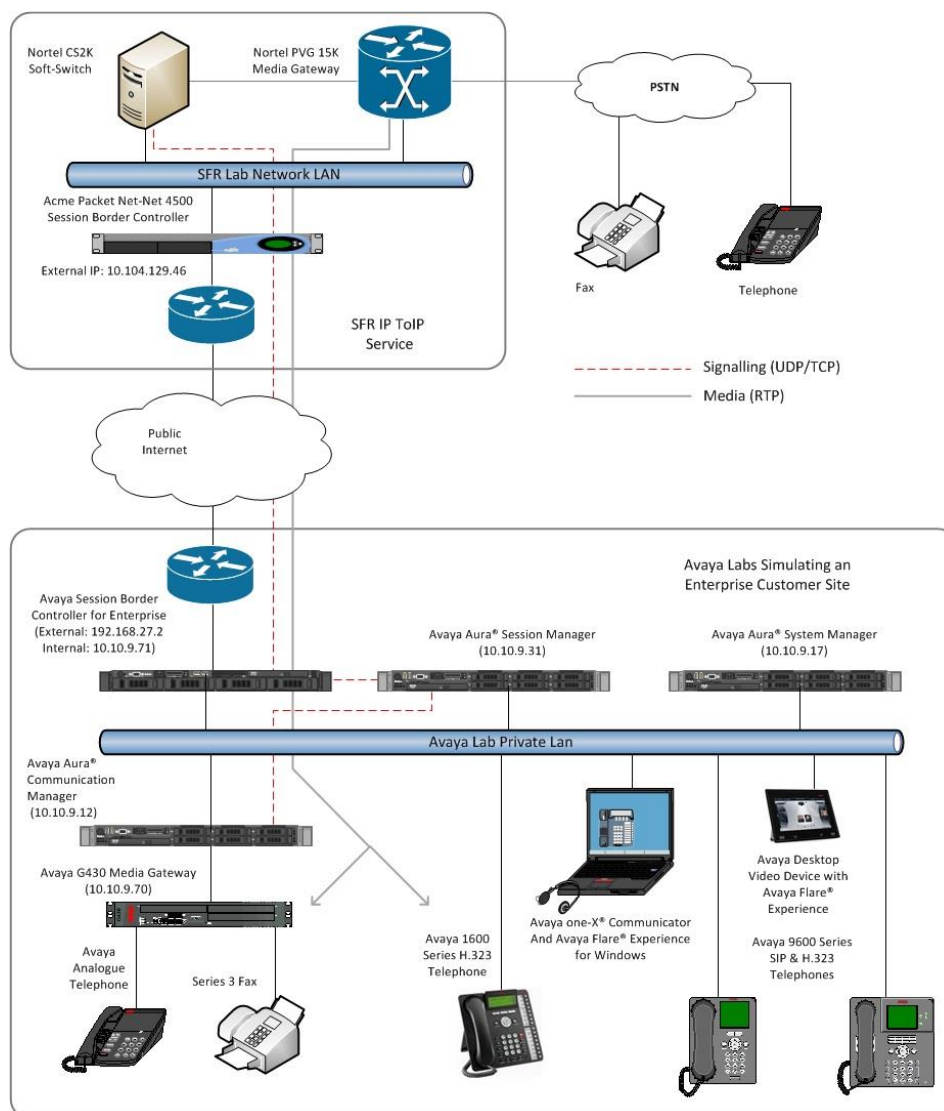 Nortel CS2K
Soft-Switch
Nortel PVG 15K
Media Gateway
PSTN
SFR Lab Network LAN
Acme Packet Net-Net 4500
Session Border Controller
External IP: 10.104.129.46
Fax
Telephone
SFR IP ToIP
Service
Signalling (UDP/TCP)
Media (RTP)
Public
Internet
Avaya Labs Simulating an
Enterprise Customer Site
Avaya Session Border
Controller for Enterprise
(External: 192.168.27.2
Internal: 10.10.9.71)
Avaya Aura® Session Manager
(10.10.9.31)
Avaya Aura® System Manager
(10.10.9.17)
Avaya Lab Private Lan
Avaya Aura®
Communication
Manager
(10.10.9.12)
Avaya G430 Media Gateway
(10.10.9.70)
Avaya
Analogue
Telephone
Series 3 Fax
Avaya 1600
Series H.323
Telephone
Avaya one-X® Communicator
And Avaya Flare® Experience
for Windows
Avaya Desktop
Video Device with
Avaya Flare®
Experience
Avaya 9600 Series
SIP & H.323
Telephones